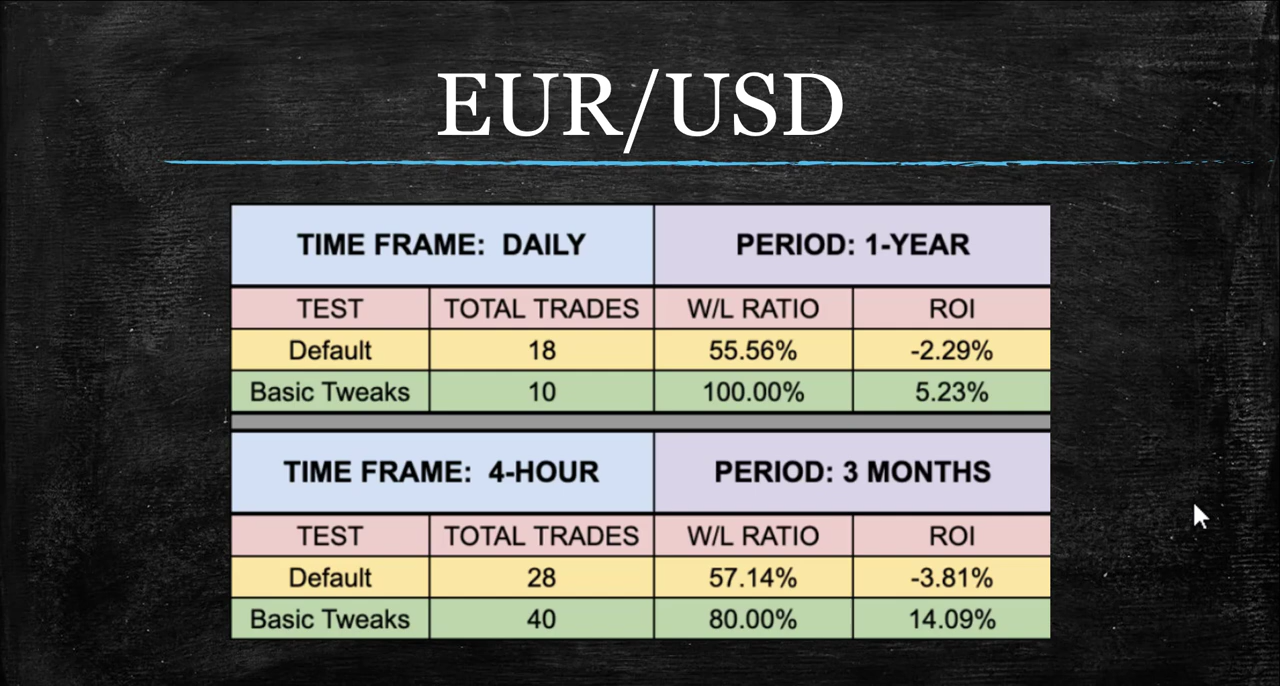 EUR/USD
TIME FRAME: DAILY PERIOD: 1-YEAR
TEST TOTAL TRADES W/L RATIO ROI
Default 18 55.56% -2.29%
Basic Tweaks 10 100.00% 5.23%
TIME FRAME: 4-HOUR PERIOD: 3 MONTHS
TEST TOTAL TRADES W/L RATIO ROI
Default 28 57.14% -3.81%
Basic Tweaks 40 80.00% 14.09%